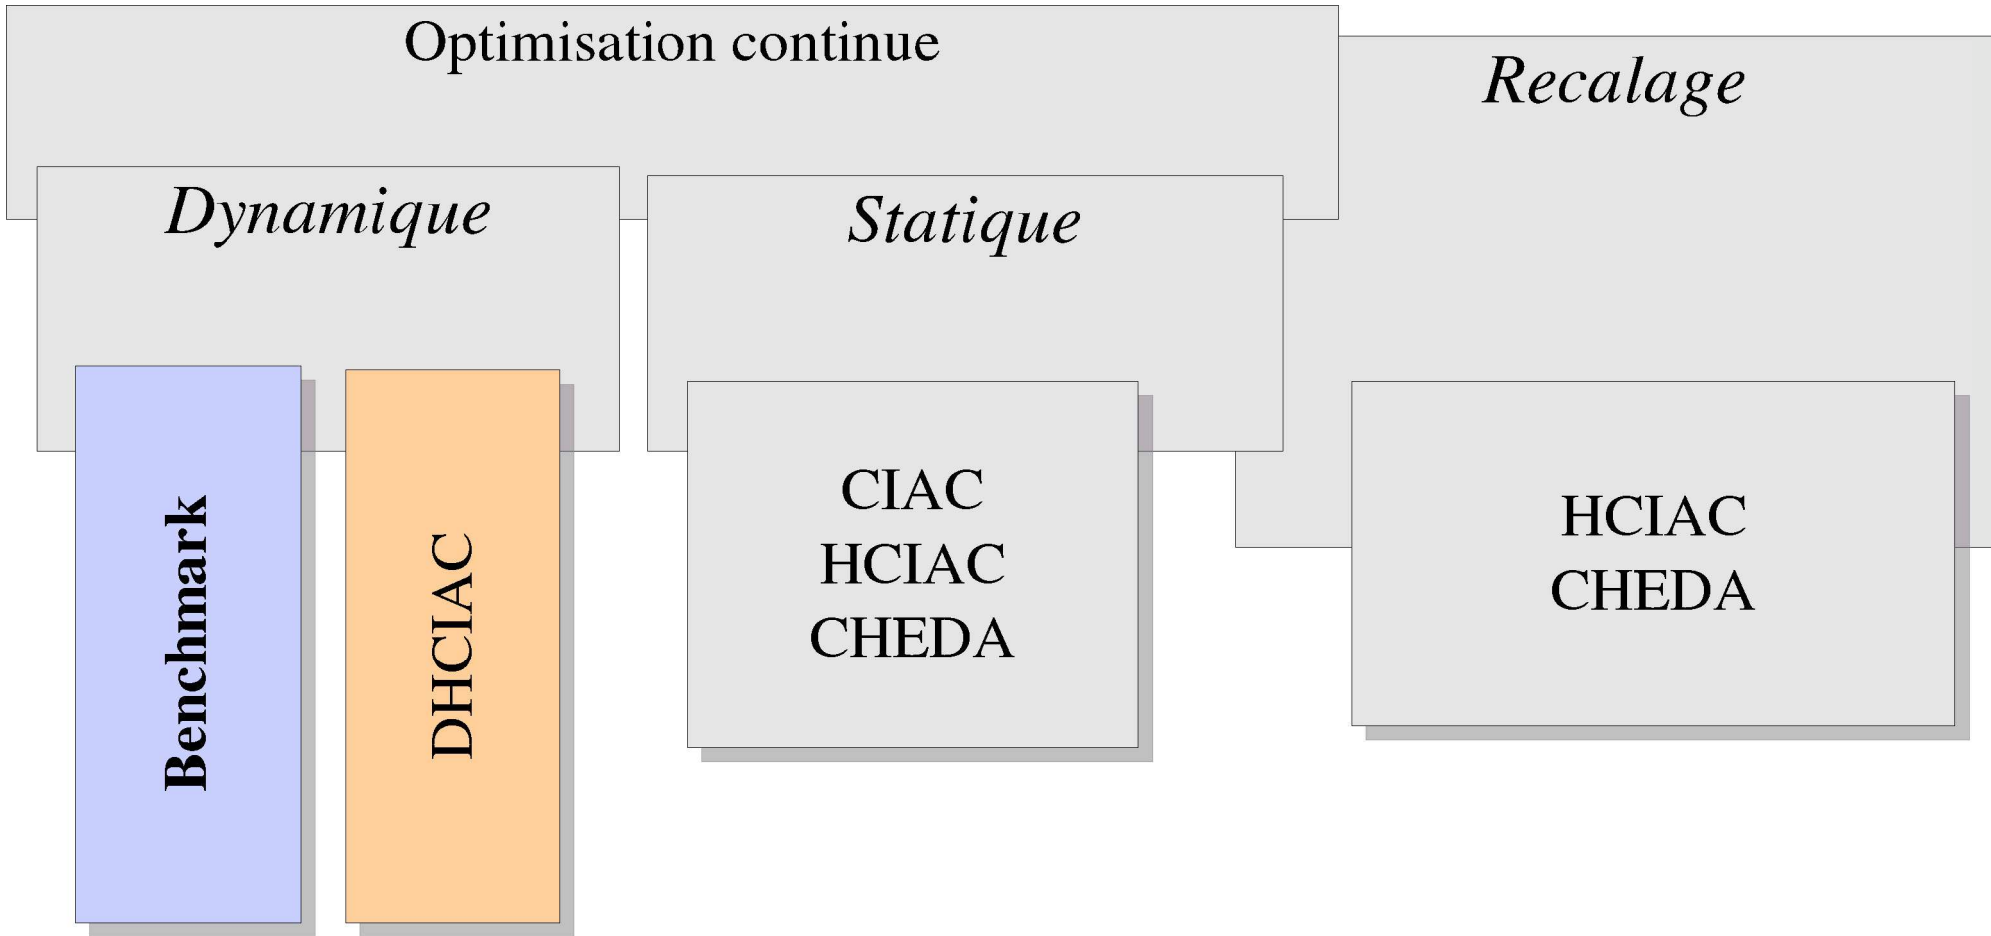 Optimisation continue
Recalage
Dynamique
Statique
Benchmark
DHCIAC
CIAC
HCIAC
CHEDA
HCIAC
CHEDA